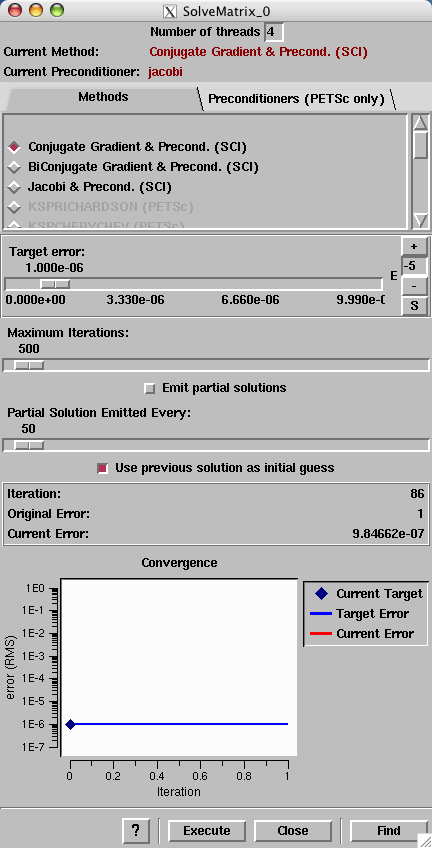 SolveMatrix_0
Number of threads 4
Current Method: Conjugate Gradient & Precond. (SCI)
Current Preconditioner: jacobi
Methods Preconditioners (PETSc only)
Conjugate Gradient & Precond. (SCI)
BiConjugate Gradient & Precond. (SCI)
Jacobi & Precond. (SCI)
KSPRICHARDSON (PETSc)
KSPCHEBYCHEV (PETSc)
Target error:
+
1.000e-06
E -5
-
0.000e+00 3.330e-06 6.660e-06 9.990e-0
S
Maximum Iterations:
500
Emit partial solutions
Partial Solution Emitted Every:
50
Use previous solution as initial guess
Iteration: 86
Original Error: 1
Current Error: 9.84662e-07
Convergence
1E0
1E-1
1E-2
1E-3
1E-4
1E-5
1E-6
1E-7
error (RMS)
0 0.2 0.4 0.6 0.8 1
Iteration
Current Target
Target Error
Current Error
? Execute Close Find